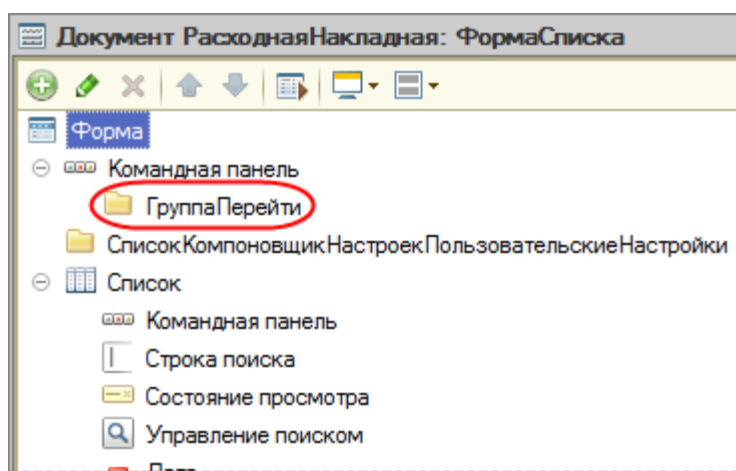 Документ РасходнаяНакладная: ФормаСписка
Форма
Командная панель
ГруппаПерейти
СписокКомпоновщикНастроекПользовательскиеНастройки
Список
Командная панель
Строка поиска
Состояние просмотра
Управление поиском